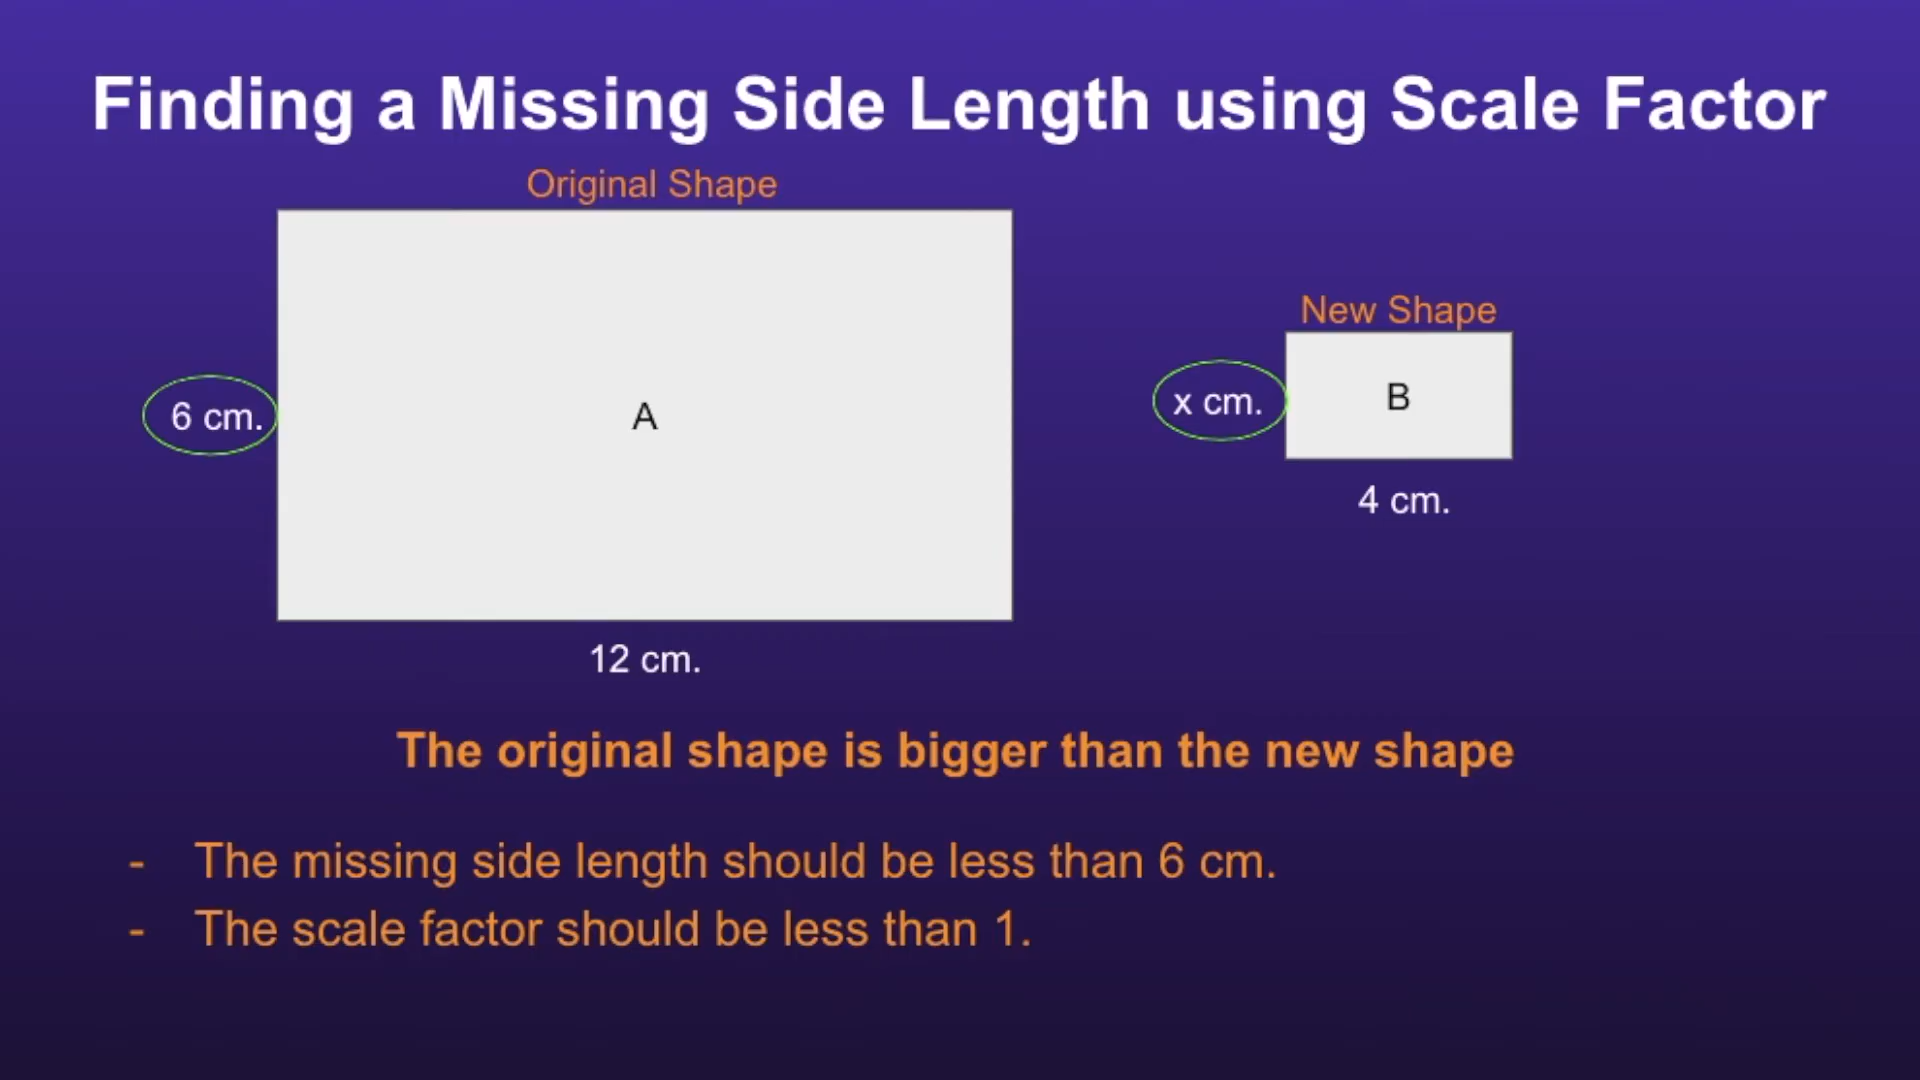 Finding a Missing Side Length using Scale Factor
Original Shape
New Shape
6 cm.
A
x cm.
B
4 cm.
12 cm.
The original shape is bigger than the new shape
- The missing side length should be less than 6 cm.
- The scale factor should be less than 1.